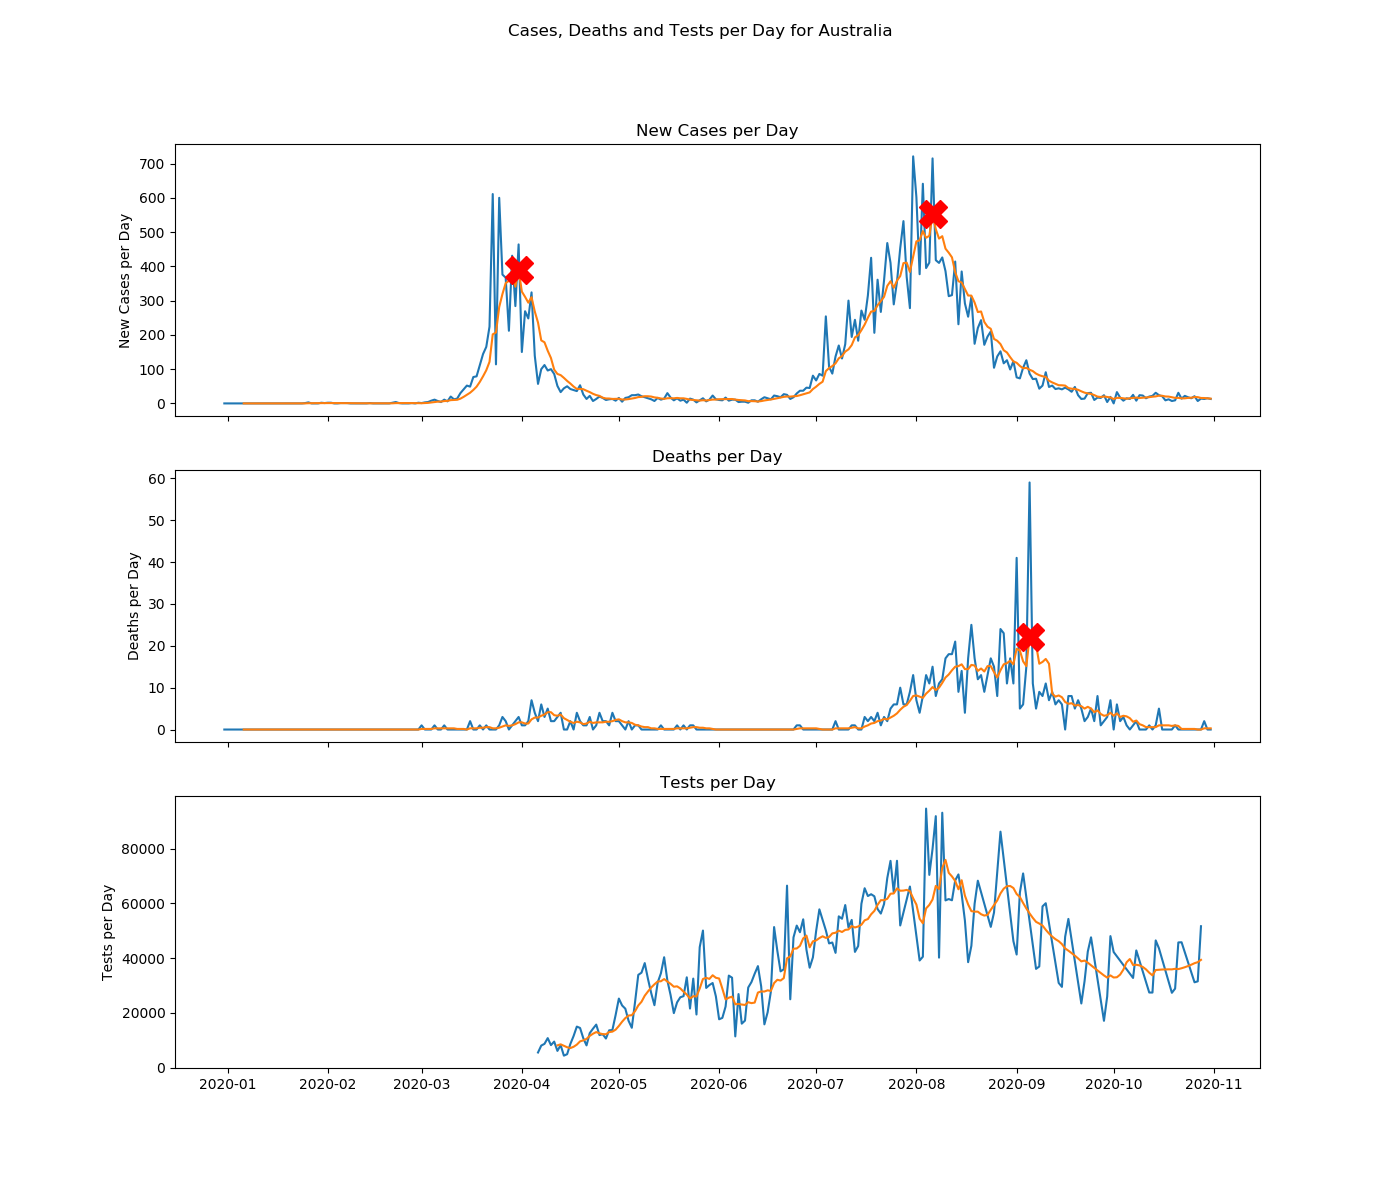 Cases, Deaths and Tests per Day for Australia
New Cases per Day
New Cases per Day
700
600
500
400
300
200
100
0
Deaths per Day
Deaths per Day
60
50
40
30
20
10
0
Tests per Day
Tests per Day
80000
60000
40000
20000
0
2020-01 2020-02 2020-03 2020-04 2020-05 2020-06 2020-07 2020-08 2020-09 2020-10 2020-11